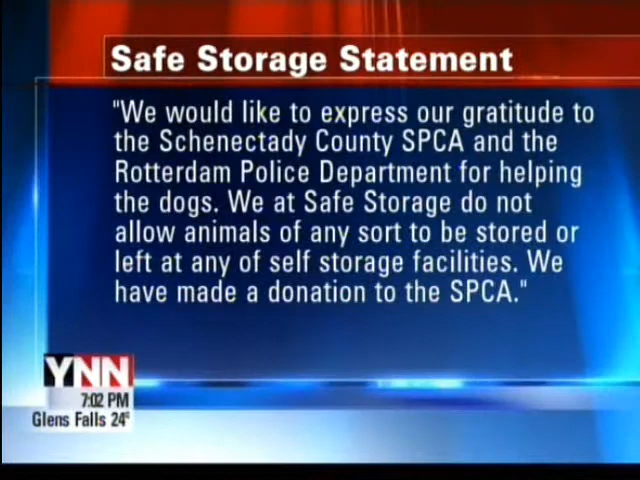 Safe Storage Statement
"We would like to express our gratitude to
the Schenectady County SPCA and the
Rotterdam Police Department for helping
the dogs. We at Safe Storage do not
allow animals of any sort to be stored or
left at any of self storage facilities. We
have made a donation to the SPCA."
YNN
7:02 PM
Glens Falls 24°